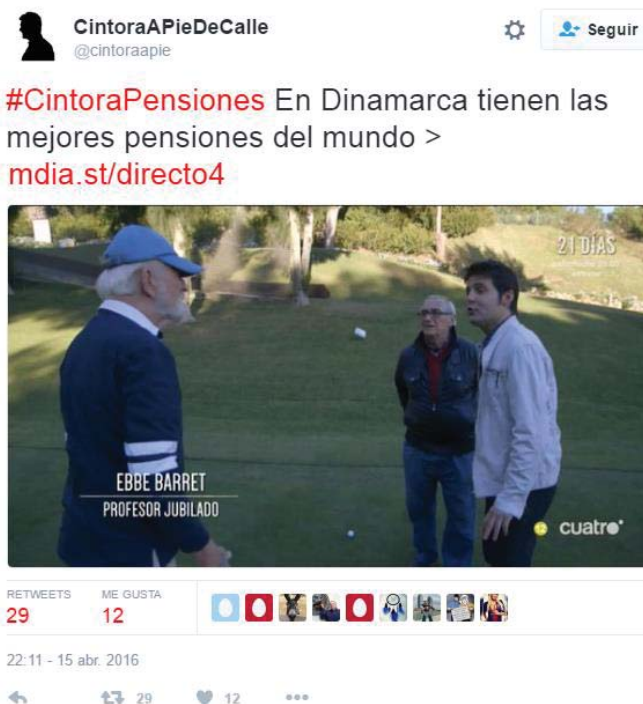 CintoraAPieDeCalle
@cintoraapie
Seguir
#CintoraPensiones En Dinamarca tienen las
mejores pensiones del mundo >
mdia.st/directo4
21 DÍAS
EBBE BARRET
PROFESOR JUBILADO
cuatro
RETWEETS
ME GUSTA
29
12
22:11 - 15 abr. 2016
29
12